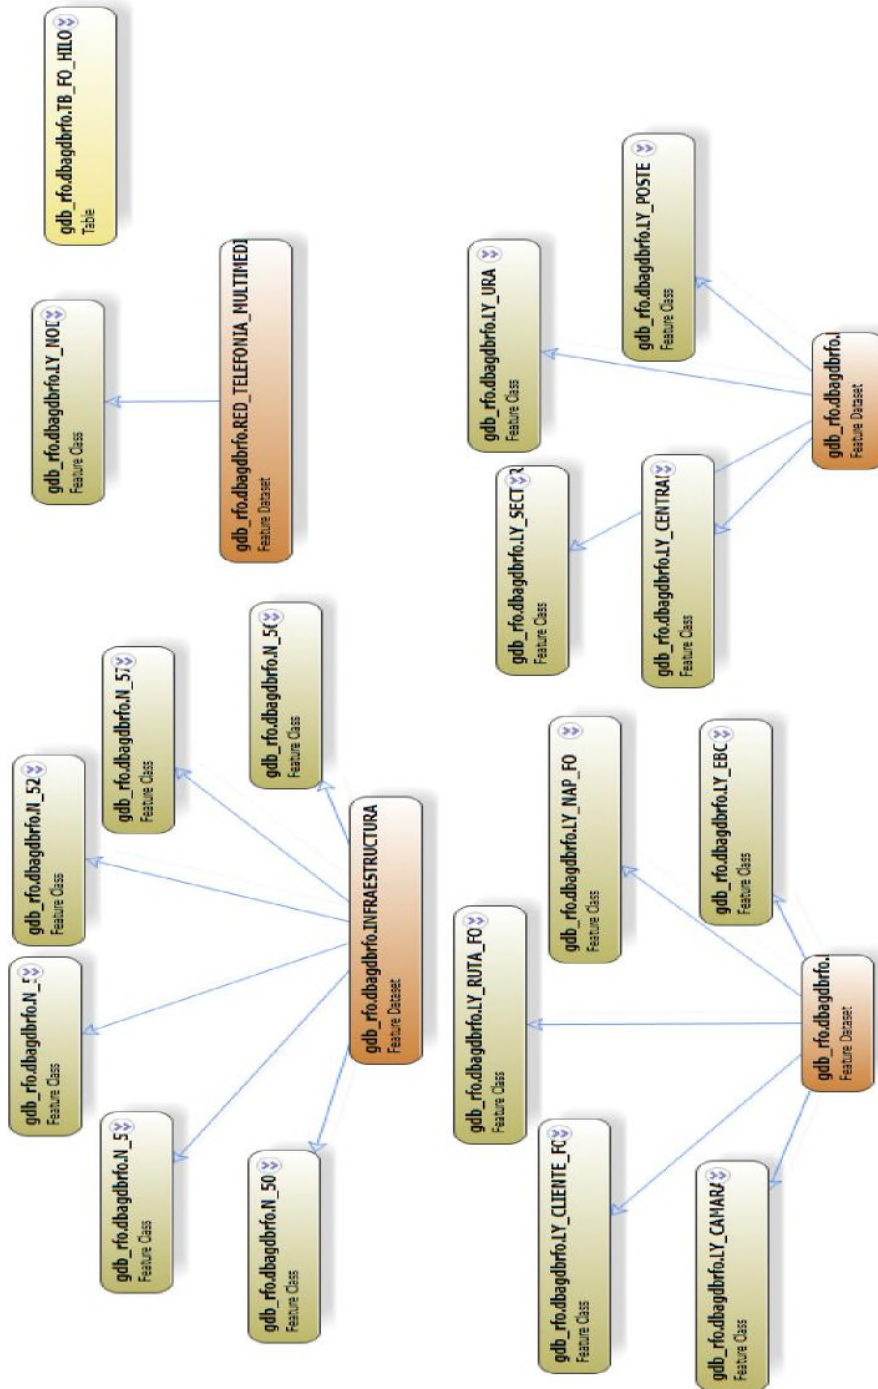 gdb_rfo.dbagdbrfo.N_5
Feature Class
gdb_rfo.dbagdbrfo.N_52
Feature Class
gdb_rfo.dbagdbrfo.N_5
Feature Class
gdb_rfo.dbagdbrfo.N_57
Feature Class
gdb_rfo.dbagdbrfo.N_50
Feature Class
gdb_rfo.dbagdbrfo.N_56
Feature Class
gdb_rfo.dbagdbrfo.INFRAESTRUCTURA
Feature Dataset
gdb_rfo.dbagdbrfo.LY_NOD
Feature Class
gdb_rfo.dbagdbrfo.TB_FO_HILO
Table
gdb_rfo.dbagdbrfo.RED_TELEFONIA_MULTIMEDI
Feature Dataset
gdb_rfo.dbagdbrfo.LY_RUTA_FO
Feature Class
gdb_rfo.dbagdbrfo.LY_CLIENTE_FO
Feature Class
gdb_rfo.dbagdbrfo.LY_NAP_FO
Feature Class
gdb_rfo.dbagdbrfo.LY_CAMARA
Feature Class
gdb_rfo.dbagdbrfo.LY_EBC
Feature Class
gdb_rfo.dbagdbrfo.
Feature Dataset
gdb_rfo.dbagdbrfo.LY_URA
Feature Class
gdb_rfo.dbagdbrfo.LY_SECTOR
Feature Class
gdb_rfo.dbagdbrfo.LY_POSTE
Feature Class
gdb_rfo.dbagdbrfo.LY_CENTRAL
Feature Class
gdb_rfo.dbagdbrfo.
Feature Dataset